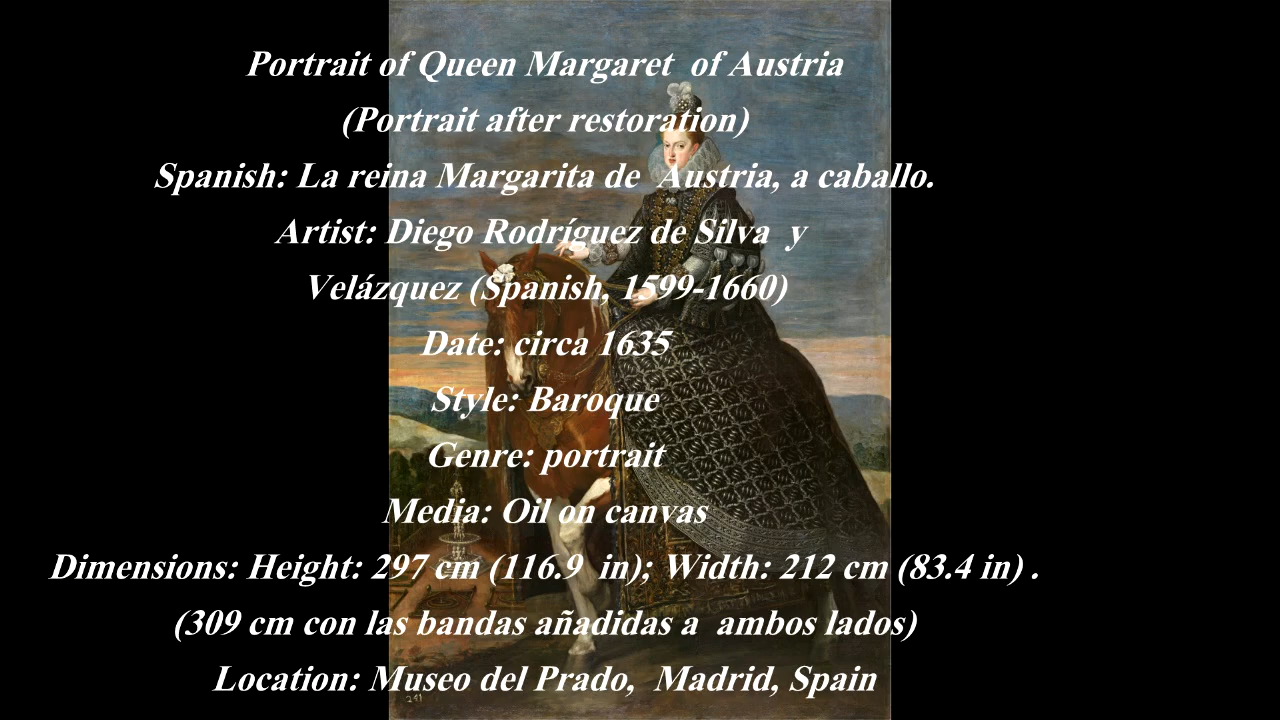 Portrait of Queen Margaret of Austria
(Portrait after restoration)
Spanish: La reina Margarita de Austria, a caballo.
Artist: Diego Rodríguez de Silva y
Velázquez (Spanish, 1599-1660)
Date: circa 1635
Style: Baroque
Genre: portrait
Media: Oil on canvas
Dimensions: Height: 297 cm (116.9 in); Width: 212 cm (83.4 in) .
(309 cm con las bandas añadidas a ambos lados)
Location: Museo del Prado, Madrid, Spain